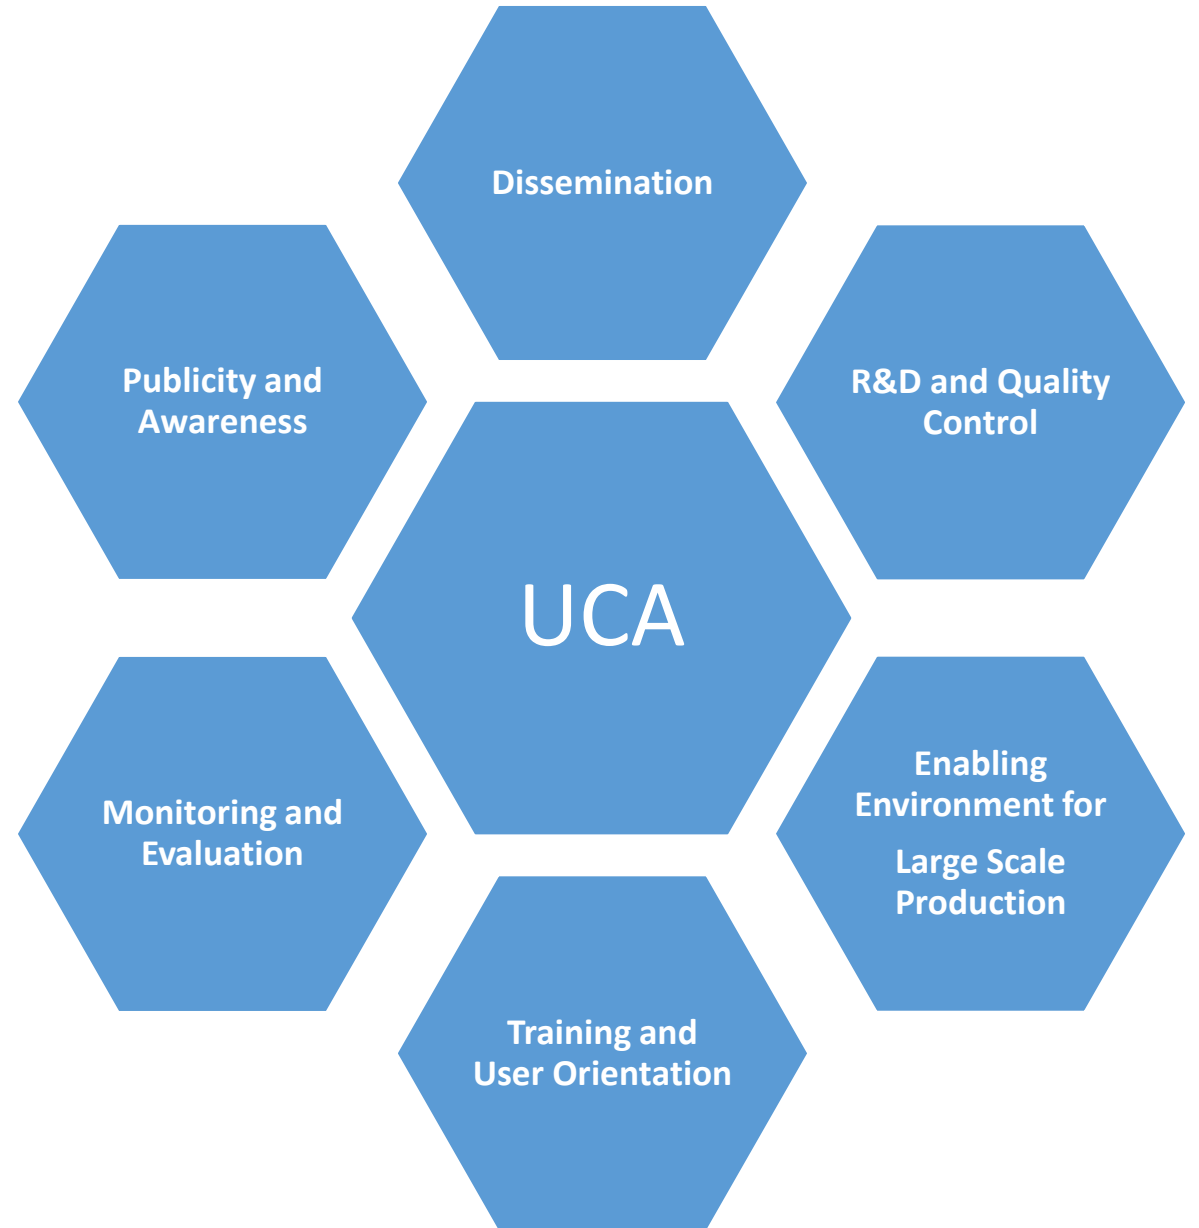 Dissemination
Publicity and
Awareness
R&D and Quality
Control
UCA
Monitoring and
Evaluation
Enabling
Environment for
Large Scale
Production
Training and
User Orientation